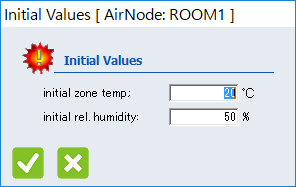 Initial Values [ AirNode: ROOM1 ]
Initial Values
initial zone temp.: 20 °C
initial rel. humidity: 50 %